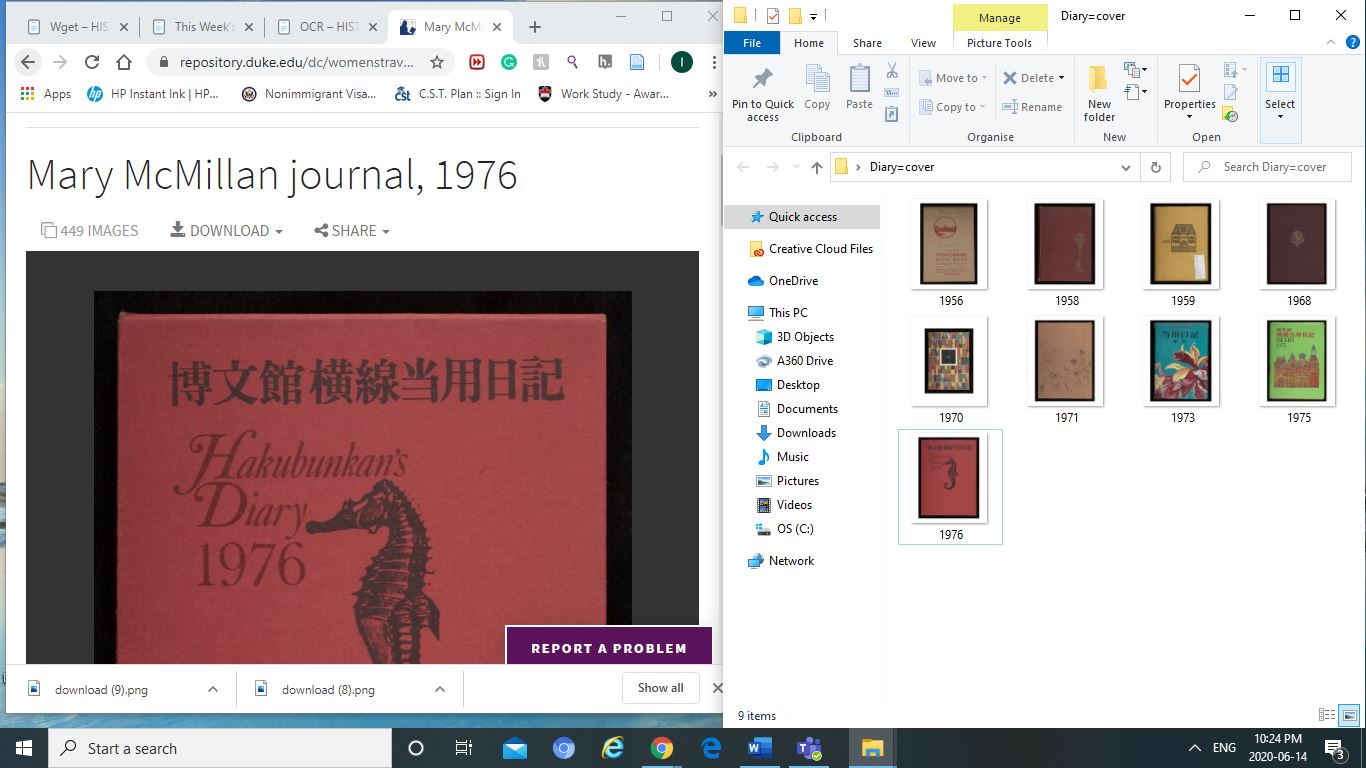 Wget – HIS
This Week's
OCR – HIST
Mary McMi
repository.duke.edu/dc/womenstrav...
Apps
HP Instant Ink | HP...
Nonimmigrant Visa...
C.S.T. Plan :: Sign In
Work Study - Awar...
»
Mary McMillan journal, 1976
449 IMAGES
DOWNLOAD
SHARE
博文館横線当用日記
Hakubunkan's
Diary
1976
REPORT A PROBLEM
download (9).png
download (8).png
Show all
Manage
Diary=cover
File
Home
Share
View
Picture Tools
Pin to Quick
access
Copy
Paste
Clipboard
Move to
Copy to
Delete
Rename
Organise
New
folder
New
Properties
Open
Select
Diary=cover
Search Diary=cover
Quick access
Creative Cloud Files
OneDrive
This PC
3D Objects
A360 Drive
Desktop
Documents
Downloads
Music
Pictures
Videos
OS (C:)
Network
1956
1958
1959
1968
1970
1971
1973
1975
1976
9 items
Start a search
ENG
10:24 PM
2020-06-14
3